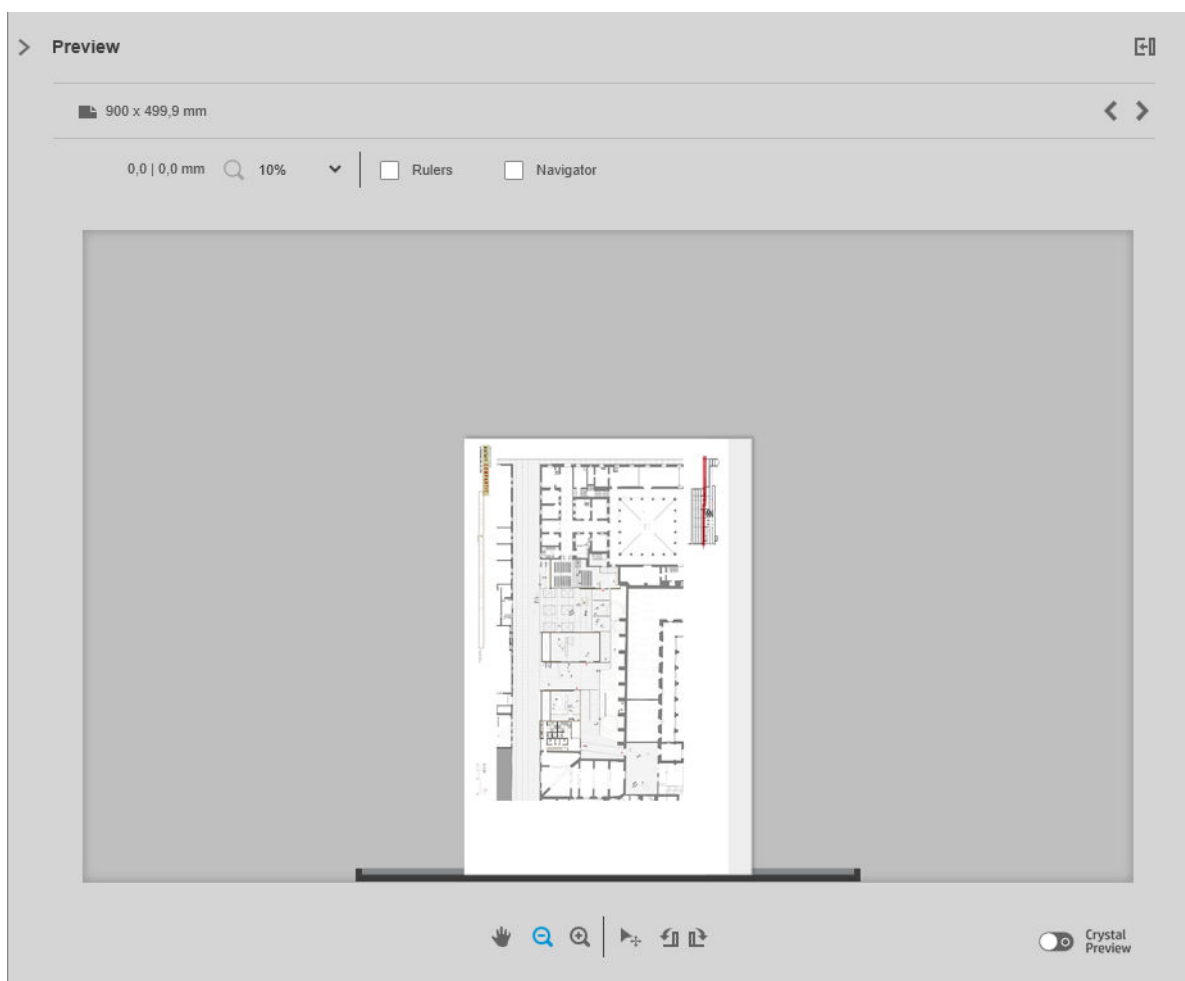 Preview
900 x 499,9 mm
0,0 | 0,0 mm 10% Rulers Navigator
Crystal
Preview